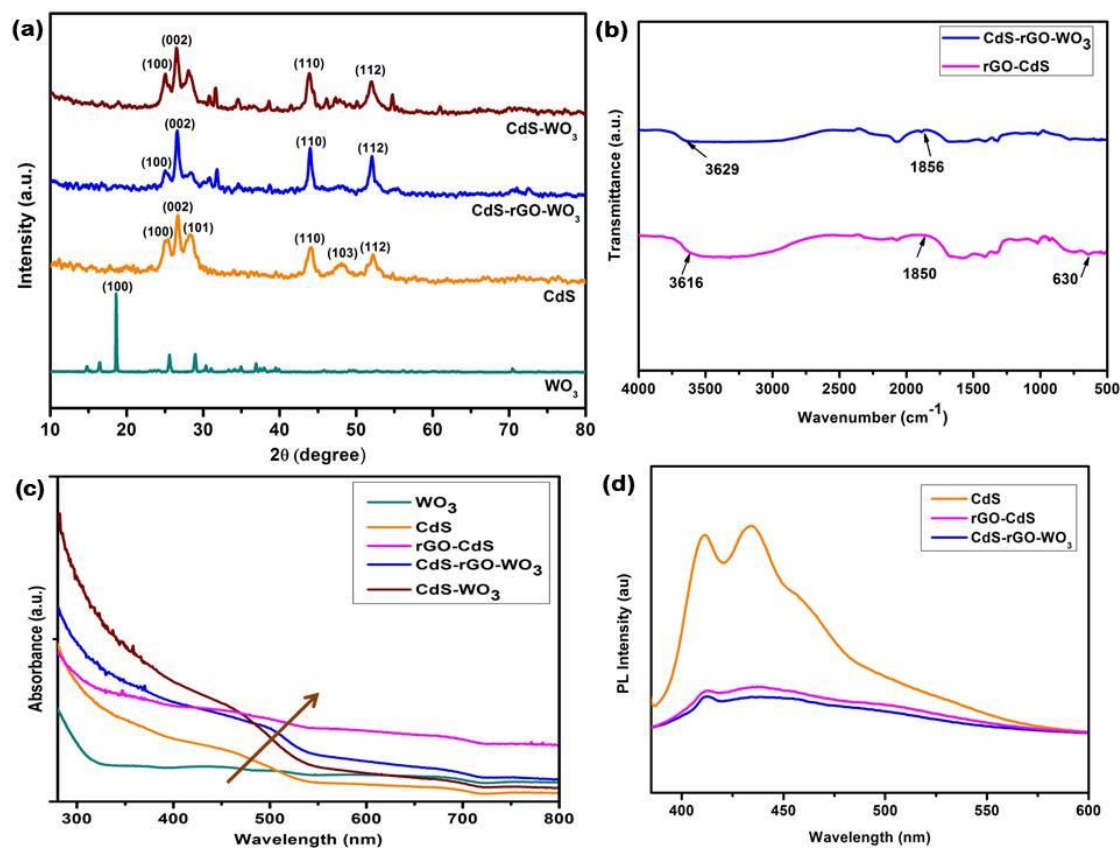 (a)
(002)
(100)
(110)
(112)
CdS-WO₃
(002)
(100)
(110)
(112)
CdS-rGO-WO₃
(002)
(100)
(101)
(110)
(103)
(112)
CdS
(100)
WO₃
Intensity (a.u.)
10 20 30 40 50 60 70 80
2θ (degree)
(b)
CdS-rGO-WO₃
rGO-CdS
3629
1856
3616
1850
630
Transmittance (a.u.)
4000 3500 3000 2500 2000 1500 1000 500
Wavenumber (cm⁻¹)
(c)
WO₃
CdS
rGO-CdS
CdS-rGO-WO₃
CdS-WO₃
Absorbance (a.u.)
300 400 500 600 700 800
Wavelength (nm)
(d)
CdS
rGO-CdS
CdS-rGO-WO₃
PL Intensity (au)
400 450 500 550 600
Wavelength (nm)